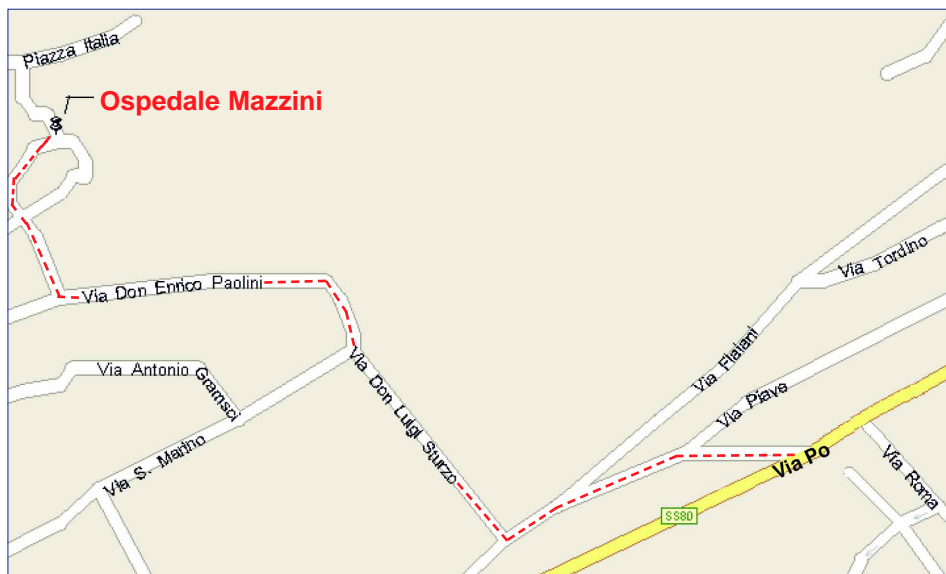 Piazza Italia
Ospedale Mazzini
Via Tordino
Via Don Enrico Paolini
Via Flaiani
Via Antonio Gramsci
Via Don Luigi Sturzo
Via Piave
Via S. Marino
Via Po
Via Roma
SS80